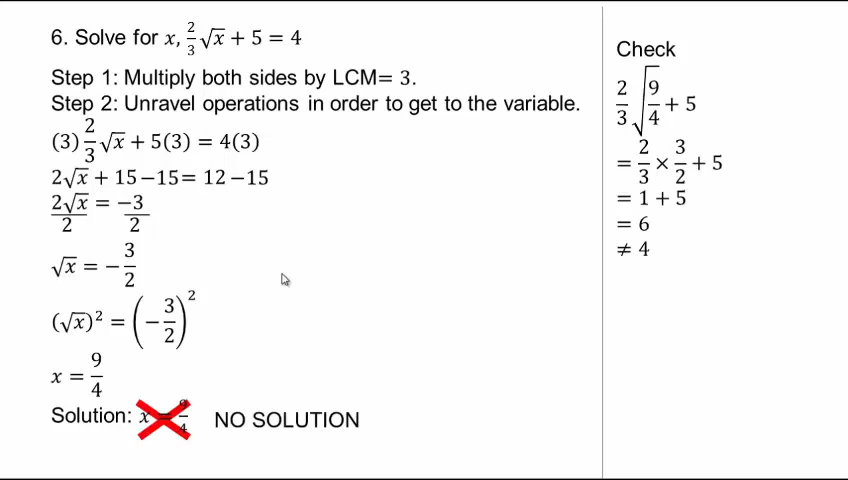 6. Solve for x, 2/3 √x + 5 = 4
Step 1: Multiply both sides by LCM= 3.
Step 2: Unravel operations in order to get to the variable.
(3) 2/3 √x + 5(3) = 4(3)
2√x + 15 −15 = 12 −15
2√x/2 = −3/2
√x = − 3/2
(√x)² = (− 3/2)²
x = 9/4
Solution: x = 9/4 NO SOLUTION
Check
2/3 √(9/4) + 5
= 2/3 × 3/2 + 5
= 1 + 5
= 6
≠ 4